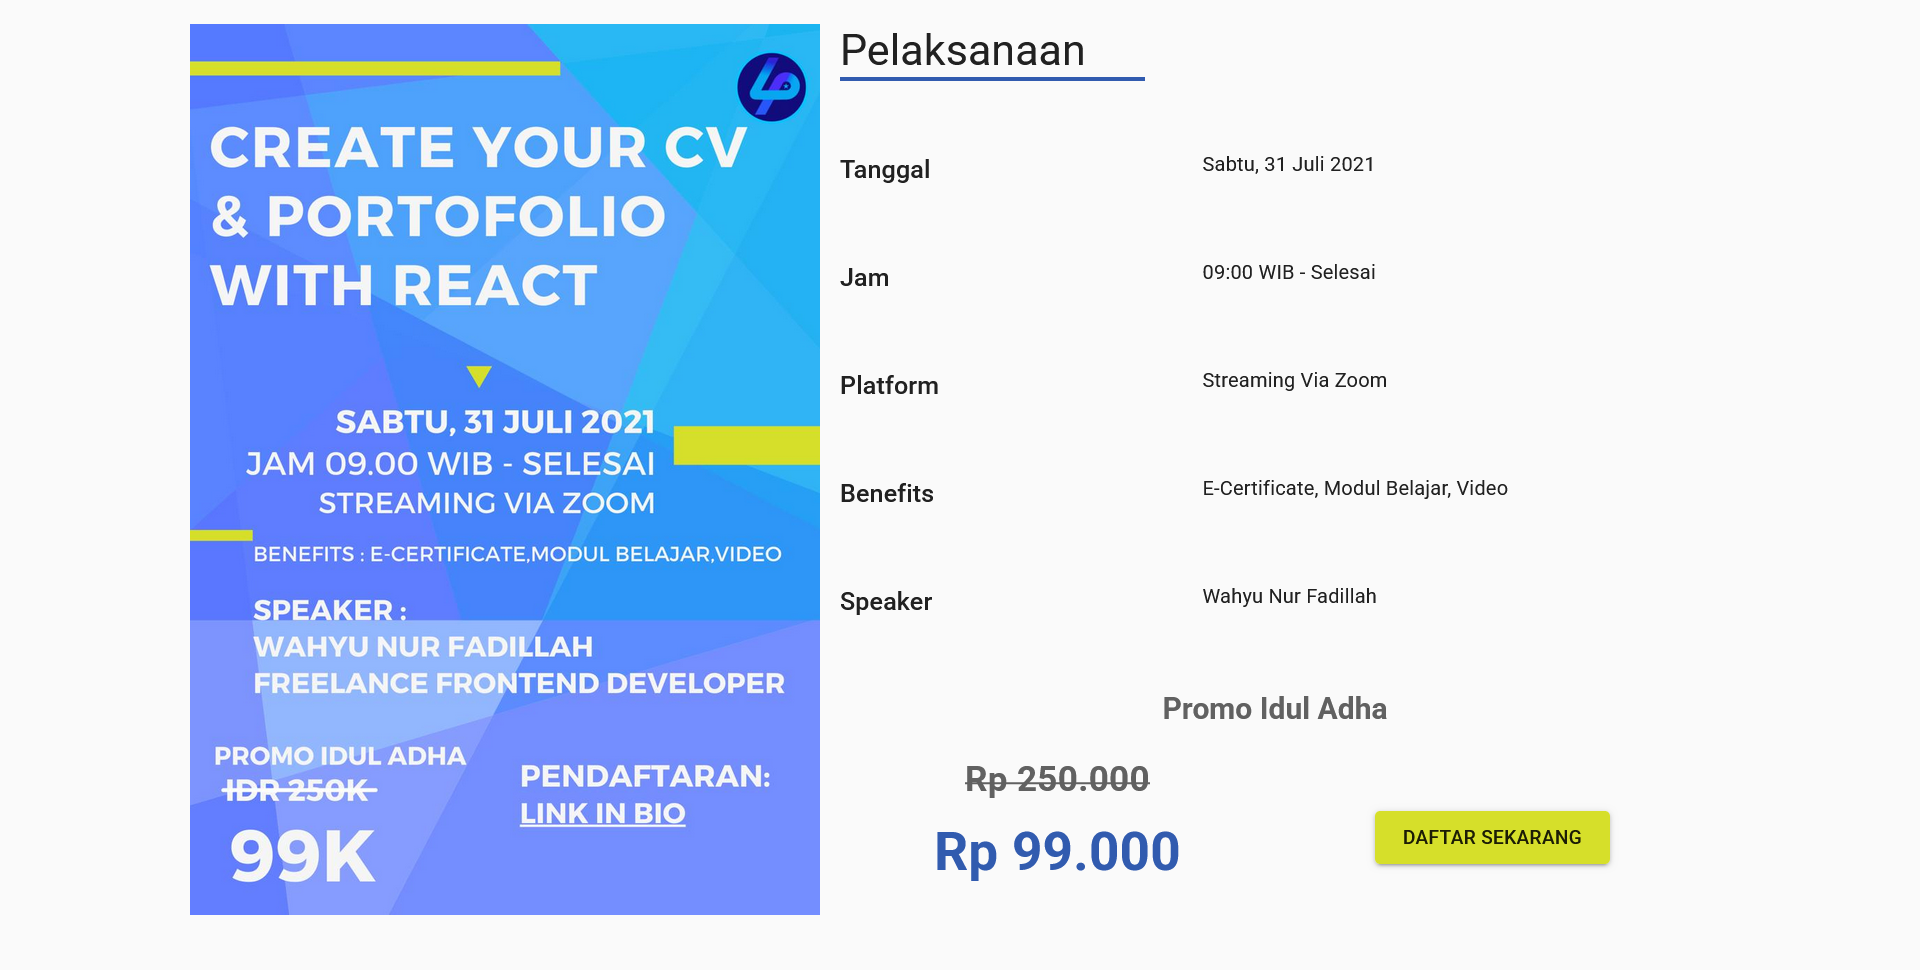 CREATE YOUR CV
& PORTOFOLIO
WITH REACT
SABTU, 31 JULI 2021
JAM 09.00 WIB - SELESAI
STREAMING VIA ZOOM
BENEFITS : E-CERTIFICATE,MODUL BELAJAR,VIDEO
SPEAKER :
WAHYU NUR FADILLAH
FREELANCE FRONTEND DEVELOPER
PROMO IDUL ADHA
IDR 250K
99K
PENDAFTARAN:
LINK IN BIO
Pelaksanaan
Tanggal
Sabtu, 31 Juli 2021
Jam
09:00 WIB - Selesai
Platform
Streaming Via Zoom
Benefits
E-Certificate, Modul Belajar, Video
Speaker
Wahyu Nur Fadillah
Promo Idul Adha
Rp 250.000
Rp 99.000
DAFTAR SEKARANG